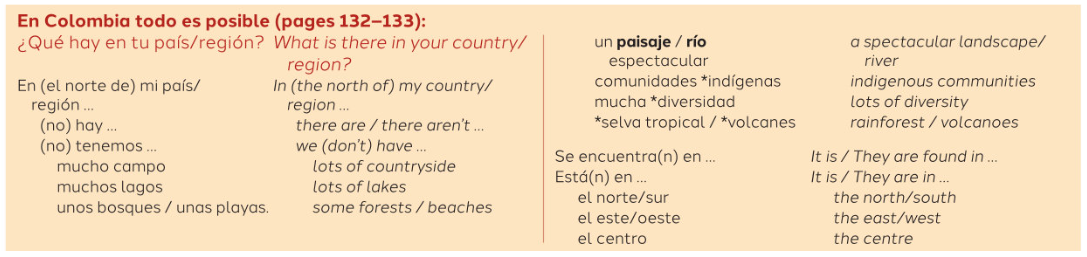 En Colombia todo es posible (pages 132–133):
¿Qué hay en tu país/región? What is there in your country/
region?
En (el norte de) mi país/ In (the north of) my country/
región ... region ...
(no) hay ... there are / there aren't ...
(no) tenemos ... we (don't) have ...
mucho campo lots of countryside
muchos lagos lots of lakes
unos bosques / unas playas. some forests / beaches
un paisaje / río a spectacular landscape/
espectacular river
comunidades *indígenas indigenous communities
mucha *diversidad lots of diversity
*selva tropical / *volcanes rainforest / volcanoes
Se encuentra(n) en ... It is / They are found in ...
Está(n) en ... It is / They are in ...
el norte/sur the north/south
el este/oeste the east/west
el centro the centre